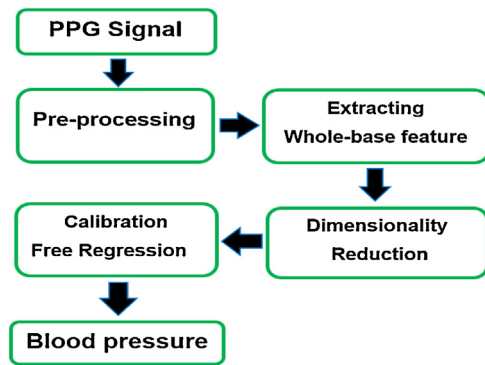 PPG Signal
Pre-processing
Extracting
Whole-base feature
Dimensionality
Reduction
Calibration
Free Regression
Blood pressure